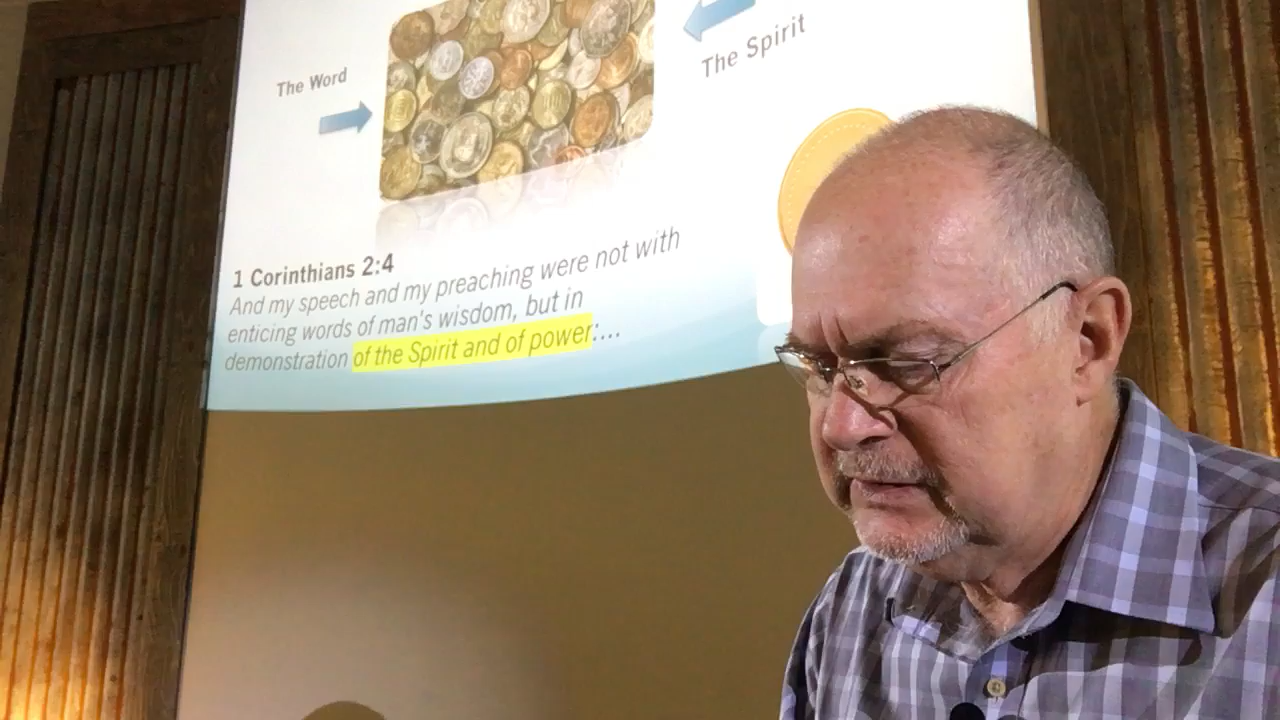 The Word
The Spirit
1 Corinthians 2:4
And my speech and my preaching were not with
enticing words of man's wisdom, but in
demonstration of the Spirit and of power:...